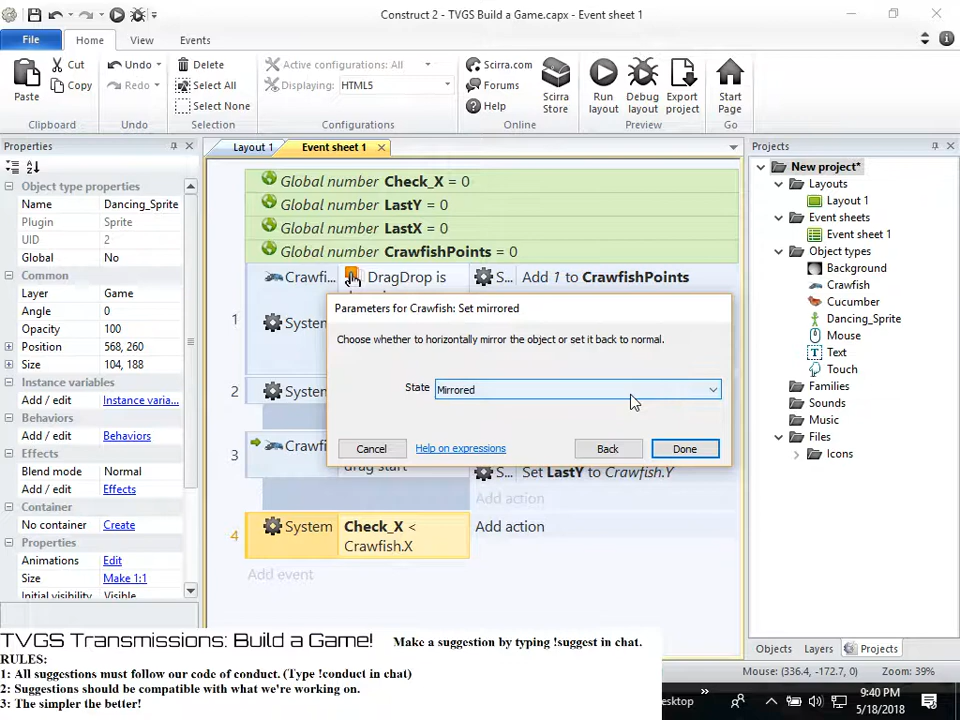 Construct 2 - TVGS Build a Game.capx - Event sheet 1
File Home View Events
Paste Cut Copy Undo Redo Delete Select All Select None Active configurations: All Displaying: HTML5 Scirra.com Forums Help Scirra Store Run layout Debug layout Export project Start Page
Clipboard Undo Selection Configurations Online Preview Go
Properties
Object type properties
Name Dancing_Sprite
Plugin Sprite
UID 2
Global No
Common
Layer Game
Angle 0
Opacity 100
Position 568, 260
Size 104, 188
Instance variables
Add / edit Instance varia...
Behaviors
Add / edit Behaviors
Effects
Blend mode Normal
Add / edit Effects
Container
No container Create
Properties
Animations Edit
Size Make 1:1
Initial visibility Visible
Layout 1 Event sheet 1
Global number Check_X = 0
Global number LastY = 0
Global number LastX = 0
Global number CrawfishPoints = 0
1 Crawfi... DragDrop is S... Add 1 to CrawfishPoints
System
2 System
3 Crawfi
drag start S... Set LastY to Crawfish.Y
Add action
4 System Check_X < Crawfish.X Add action
Add event
Parameters for Crawfish: Set mirrored
Choose whether to horizontally mirror the object or set it back to normal.
State Mirrored
Cancel Help on expressions Back Done
Projects
New project*
Layouts
Layout 1
Event sheets
Event sheet 1
Object types
Background
Crawfish
Cucumber
Dancing_Sprite
Mouse
Text
Touch
Families
Sounds
Music
Files
Icons
Objects Layers Projects
Mouse: (336.4, -172.7, 0) Zoom: 39%
TVGS Transmissions: Build a Game! Make a suggestion by typing !suggest in chat.
RULES:
1: All suggestions must follow our code of conduct. (Type !conduct in chat)
2: Suggestions should be compatible with what we're working on.
3: The simpler the better!
esktop
9:40 PM
5/18/2018